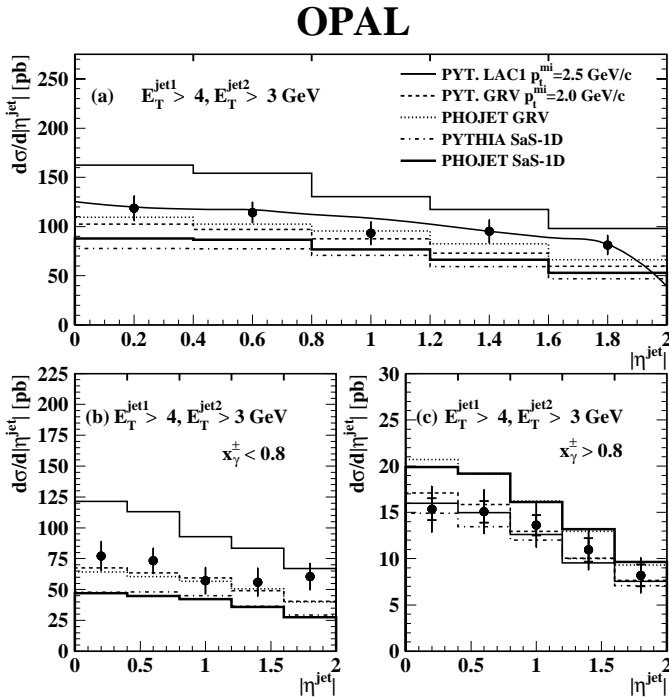 OPAL
dσ/d|η^jet| [pb]
250
200
150
100
50
0
(a) E_T^jet1 > 4, E_T^jet2 > 3 GeV
PYT. LAC1 p_t^mi=2.5 GeV/c
PYT. GRV p_t^mi=2.0 GeV/c
PHOJET GRV
PYTHIA SaS-1D
PHOJET SaS-1D
0 0.2 0.4 0.6 0.8 1 1.2 1.4 1.6 1.8 2
|η^jet|
dσ/d|η^jet| [pb]
225
200
175
150
125
100
75
50
25
0
(b) E_T^jet1 > 4, E_T^jet2 > 3 GeV
x_γ^± < 0.8
0 0.5 1 1.5 2
|η^jet|
dσ/d|η^jet| [pb]
30
25
20
15
10
5
0
(c) E_T^jet1 > 4, E_T^jet2 > 3 GeV
x_γ^± > 0.8
0 0.5 1 1.5 2
|η^jet|